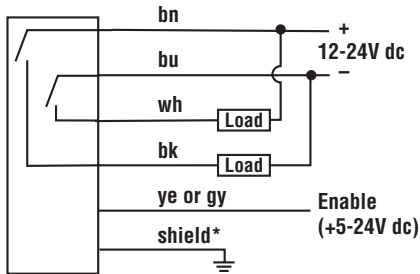 bn
+
12-24V dc
bu
–
wh
Load
bk
Load
ye or gy
Enable
(+5-24V dc)
shield*